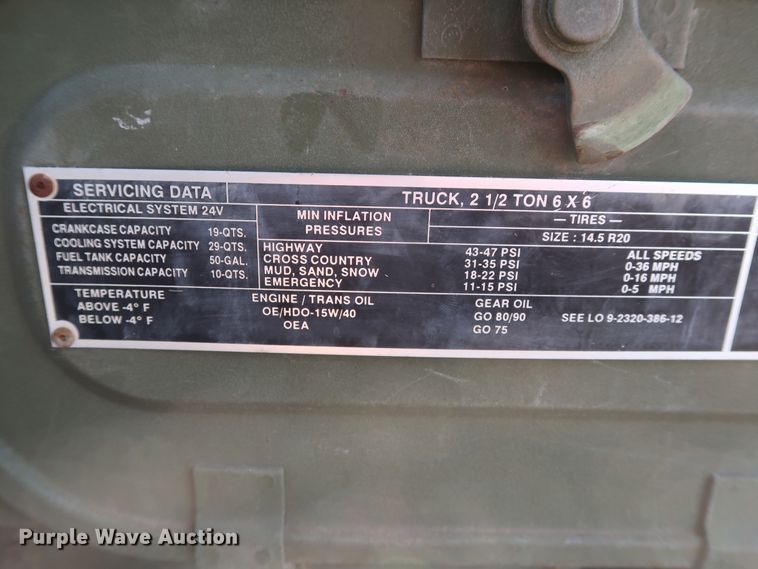 SERVICING DATA
TRUCK, 2 1/2 TON 6 X 6
ELECTRICAL SYSTEM 24V
CRANKCASE CAPACITY 19-QTS.
COOLING SYSTEM CAPACITY 29-QTS.
FUEL TANK CAPACITY 50-GAL.
TRANSMISSION CAPACITY 10-QTS.
MIN INFLATION
PRESSURES
— TIRES —
SIZE : 14.5 R20
HIGHWAY 43-47 PSI ALL SPEEDS
CROSS COUNTRY 31-35 PSI 0-36 MPH
MUD, SAND, SNOW 18-22 PSI 0-16 MPH
EMERGENCY 11-15 PSI 0-5 MPH
TEMPERATURE ENGINE / TRANS OIL GEAR OIL
ABOVE -4° F OE/HDO-15W/40 GO 80/90 SEE LO 9-2320-386-12
BELOW -4° F OEA GO 75
Purple Wave Auction